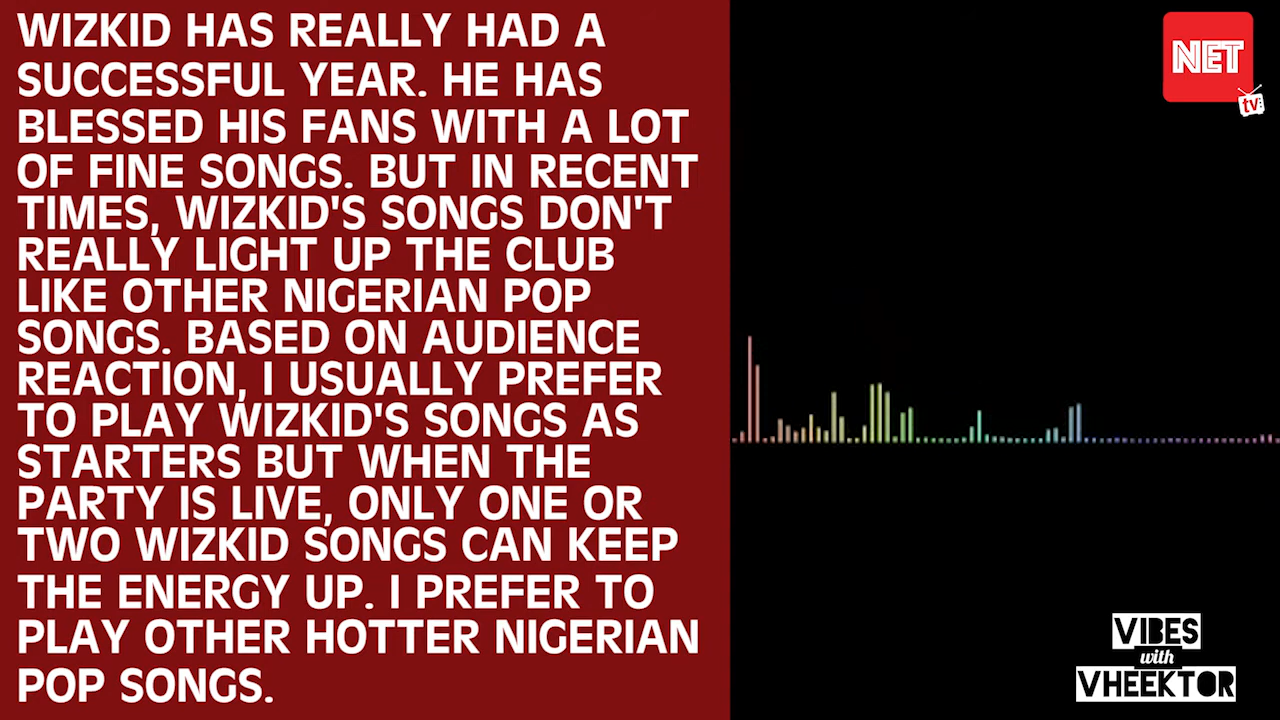 WIZKID HAS REALLY HAD A
SUCCESSFUL YEAR. HE HAS
BLESSED HIS FANS WITH A LOT
OF FINE SONGS. BUT IN RECENT
TIMES, WIZKID'S SONGS DON'T
REALLY LIGHT UP THE CLUB
LIKE OTHER NIGERIAN POP
SONGS. BASED ON AUDIENCE
REACTION, I USUALLY PREFER
TO PLAY WIZKID'S SONGS AS
STARTERS BUT WHEN THE
PARTY IS LIVE, ONLY ONE OR
TWO WIZKID SONGS CAN KEEP
THE ENERGY UP. I PREFER TO
PLAY OTHER HOTTER NIGERIAN
POP SONGS.
NET
tv
VIBES
with
VHEEKTOR